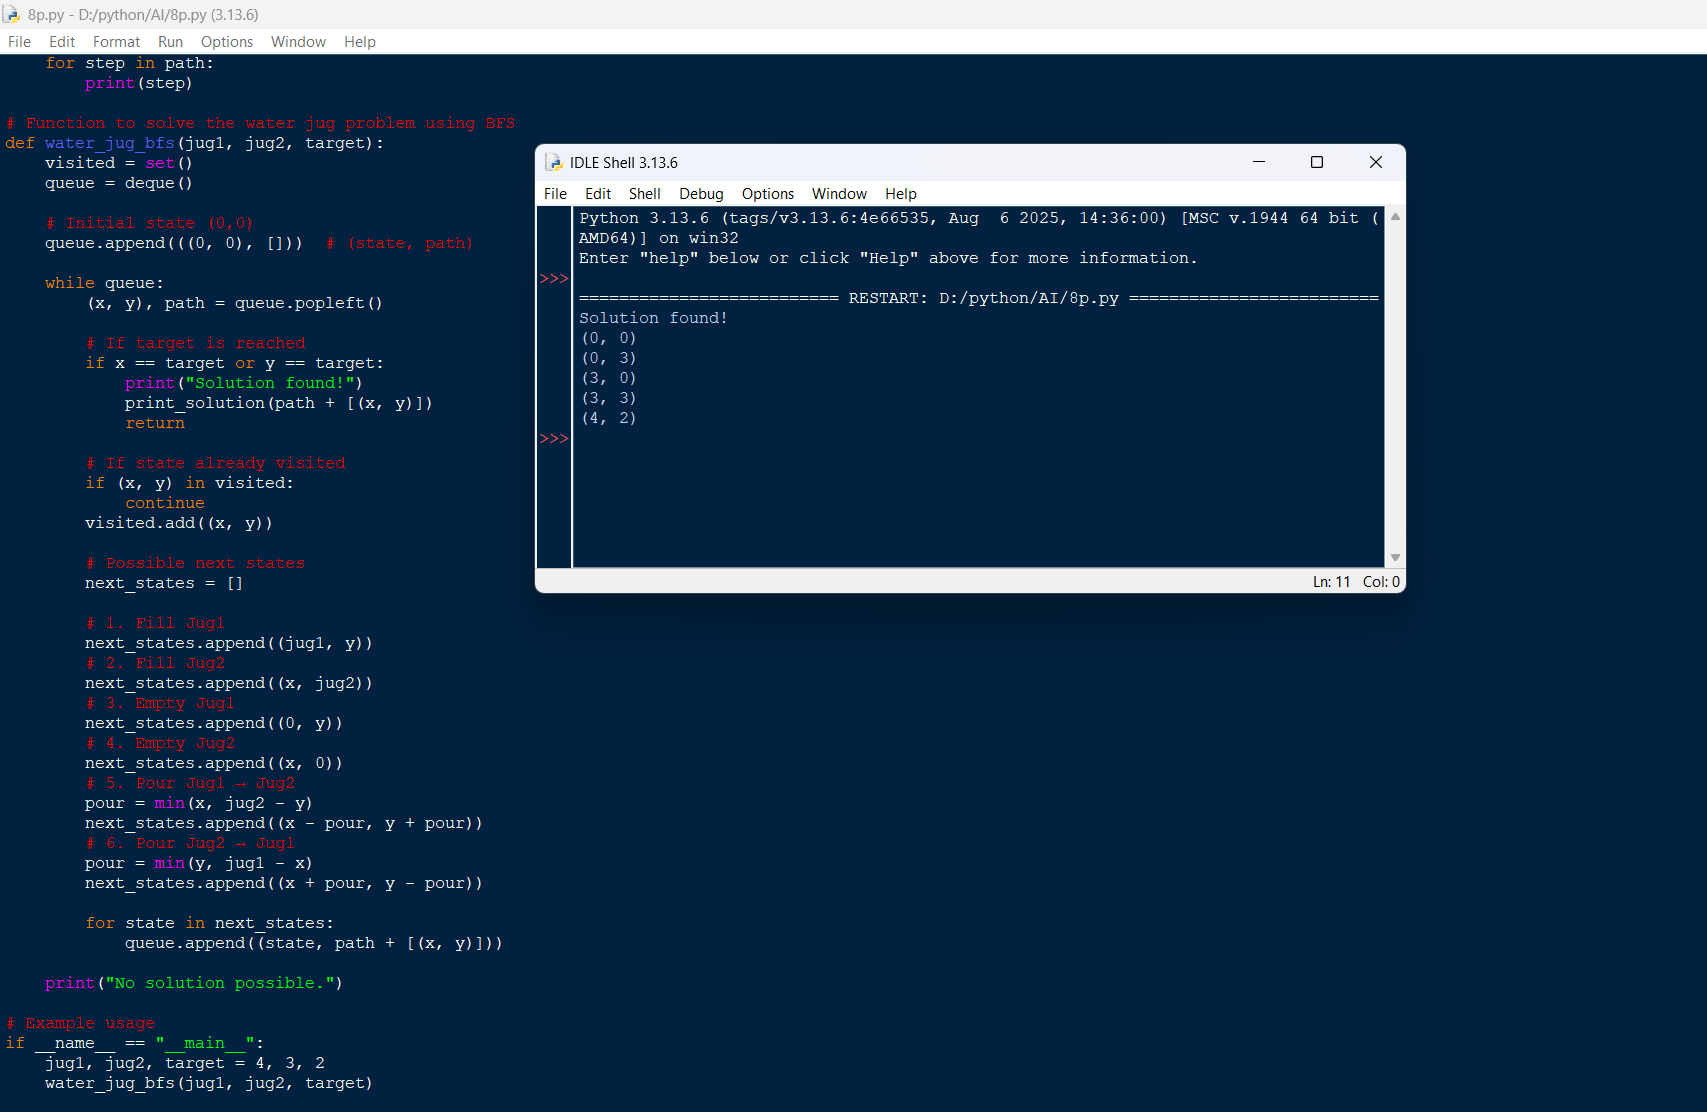 8p.py - D:/python/AI/8p.py (3.13.6)
File Edit Format Run Options Window Help
    for step in path:
        print(step)

# Function to solve the water jug problem using BFS
def water_jug_bfs(jug1, jug2, target):
    visited = set()
    queue = deque()

    # Initial state (0,0)
    queue.append(((0, 0), []))  # (state, path)

    while queue:
        (x, y), path = queue.popleft()

        # If target is reached
        if x == target or y == target:
            print("Solution found!")
            print_solution(path + [(x, y)])
            return

        # If state already visited
        if (x, y) in visited:
            continue
        visited.add((x, y))

        # Possible next states
        next_states = []

        # 1. Fill Jug1
        next_states.append((jug1, y))
        # 2. Fill Jug2
        next_states.append((x, jug2))
        # 3. Empty Jug1
        next_states.append((0, y))
        # 4. Empty Jug2
        next_states.append((x, 0))
        # 5. Pour Jug1 → Jug2
        pour = min(x, jug2 - y)
        next_states.append((x - pour, y + pour))
        # 6. Pour Jug2 → Jug1
        pour = min(y, jug1 - x)
        next_states.append((x + pour, y - pour))

        for state in next_states:
            queue.append((state, path + [(x, y)]))

    print("No solution possible.")

# Example usage
if __name__ == "__main__":
    jug1, jug2, target = 4, 3, 2
    water_jug_bfs(jug1, jug2, target)
IDLE Shell 3.13.6
File Edit Shell Debug Options Window Help
Python 3.13.6 (tags/v3.13.6:4e66535, Aug  6 2025, 14:36:00) [MSC v.1944 64 bit (
AMD64)] on win32
Enter "help" below or click "Help" above for more information.
>>>
========================== RESTART: D:/python/AI/8p.py =========================
Solution found!
(0, 0)
(0, 3)
(3, 0)
(3, 3)
(4, 2)
>>>
Ln: 11 Col: 0